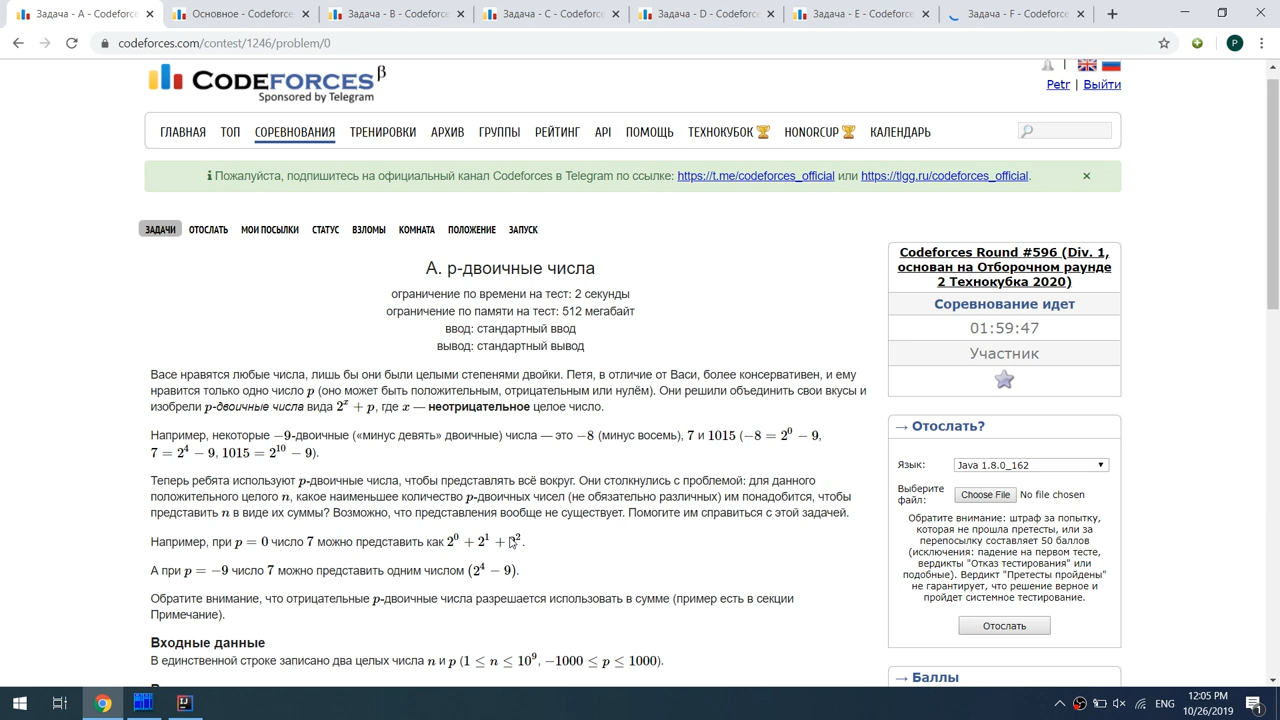 Задача - A - Codeforces
Основное - Codeforces
Задача - B - Codeforces
Задача - C - Codeforces
Задача - D - Codeforces
Задача - E - Codeforces
Задача - F - Codeforces
codeforces.com/contest/1246/problem/0
P
CODEFORCES β
Sponsored by Telegram
Petr | Выйти
ГЛАВНАЯ ТОП СОРЕВНОВАНИЯ ТРЕНИРОВКИ АРХИВ ГРУППЫ РЕЙТИНГ API ПОМОЩЬ ТЕХНОКУБОК HONORCUP КАЛЕНДАРЬ
Пожалуйста, подпишитесь на официальный канал Codeforces в Telegram по ссылке: https://t.me/codeforces_official или https://tlgg.ru/codeforces_official.
ЗАДАЧИ ОТОСЛАТЬ МОИ ПОСЫЛКИ СТАТУС ВЗЛОМЫ КОМНАТА ПОЛОЖЕНИЕ ЗАПУСК
A. p-двоичные числа
ограничение по времени на тест: 2 секунды
ограничение по памяти на тест: 512 мегабайт
ввод: стандартный ввод
вывод: стандартный вывод
Васе нравятся любые числа, лишь бы они были целыми степенями двойки. Петя, в отличие от Васи, более консервативен, и ему
нравится только одно число p (оно может быть положительным, отрицательным или нулём). Они решили объединить свои вкусы и
изобрели p-двоичные числа вида 2^x + p, где x — неотрицательное целое число.
Например, некоторые −9-двоичные («минус девять» двоичные) числа — это −8 (минус восемь), 7 и 1015 (−8 = 2^0 − 9,
7 = 2^4 − 9, 1015 = 2^10 − 9).
Теперь ребята используют p-двоичные числа, чтобы представлять всё вокруг. Они столкнулись с проблемой: для данного
положительного целого n, какое наименьшее количество p-двоичных чисел (не обязательно различных) им понадобится, чтобы
представить n в виде их суммы? Возможно, что представления вообще не существует. Помогите им справиться с этой задачей.
Например, при p = 0 число 7 можно представить как 2^0 + 2^1 + 2^2.
А при p = −9 число 7 можно представить одним числом (2^4 − 9).
Обратите внимание, что отрицательные p-двоичные числа разрешается использовать в сумме (пример есть в секции
Примечание).
Входные данные
В единственной строке записано два целых числа n и p (1 ≤ n ≤ 10^9, −1000 ≤ p ≤ 1000).
Codeforces Round #596 (Div. 1,
основан на Отборочном раунде
2 Технокубка 2020)
Соревнование идет
01:59:47
Участник
→ Отослать?
Язык: Java 1.8.0_162
Выберите
файл: Choose File No file chosen
Обратите внимание: штраф за попытку,
которая не прошла претесты, или за
перепосылку составляет 50 баллов
(исключения: падение на первом тесте,
вердикты "Отказ тестирования" или
подобные). Вердикт "Претесты пройдены"
не гарантирует, что решение верное и
пройдет системное тестирование.
Отослать
→ Баллы
ENG
12:05 PM
10/26/2019
1